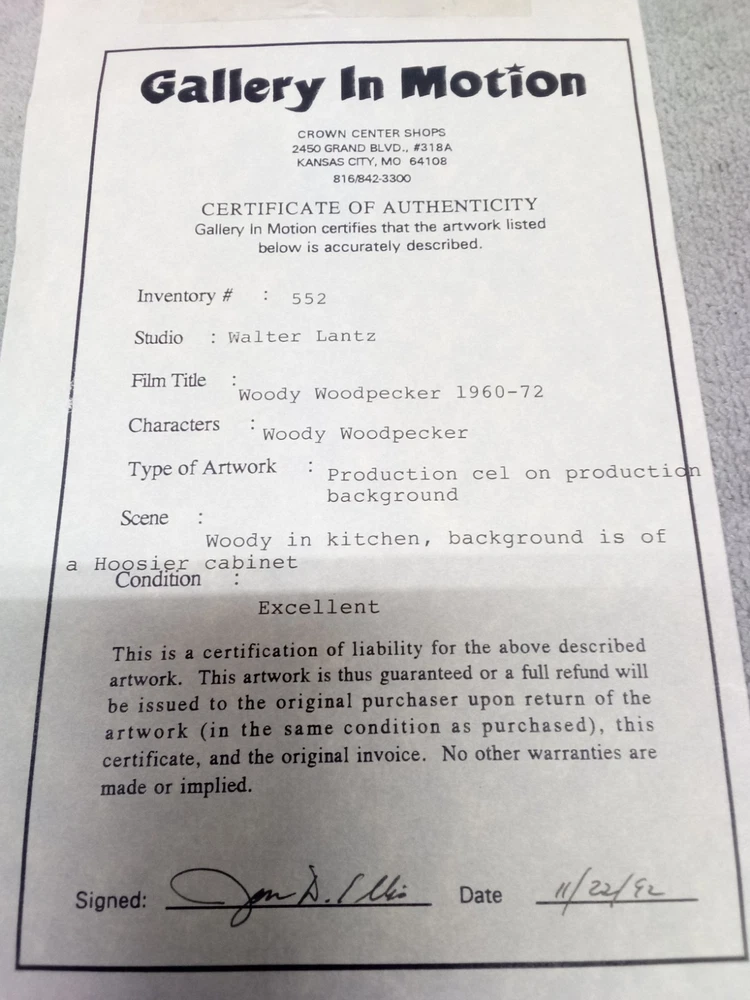 Gallery In Motion
CROWN CENTER SHOPS
2450 GRAND BLVD., #318A
KANSAS CITY, MO 64108
816/842-3300
CERTIFICATE OF AUTHENTICITY
Gallery In Motion certifies that the artwork listed
below is accurately described.
Inventory # : 552
Studio : Walter Lantz
Film Title : Woody Woodpecker 1960-72
Characters : Woody Woodpecker
Type of Artwork : Production cel on production
background
Scene :
Woody in kitchen, background is of
a Hoosier cabinet
Condition :
Excellent
This is a certification of liability for the above described
artwork. This artwork is thus guaranteed or a full refund will
be issued to the original purchaser upon return of the
artwork (in the same condition as purchased), this
certificate, and the original invoice. No other warranties are
made or implied.
Signed: D. Ellis Date 11/22/92